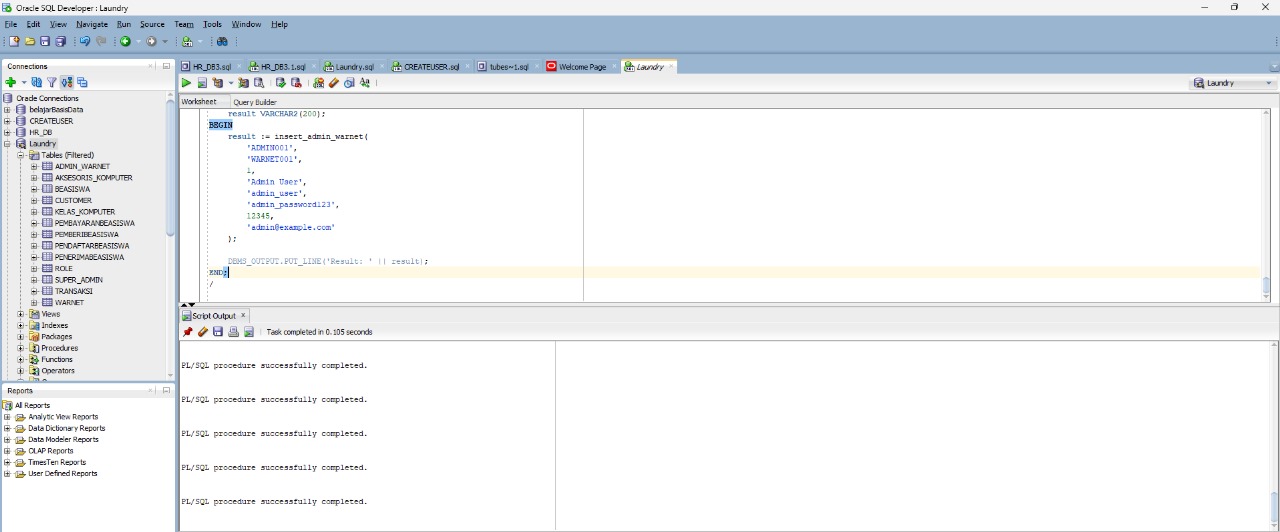 Oracle SQL Developer : Laundry
File Edit View Navigate Run Source Team Tools Window Help
Connections
Oracle Connections
belajarBasisData
CREATEUSER
HR_DB
Laundry
Tables (Filtered)
ADMIN_WARNET
AKSESORIS_KOMPUTER
BEASISWA
CUSTOMER
KELAS_KOMPUTER
PEMBAYARANBEASISWA
PEMBERIBEASISWA
PENDAFTARBEASISWA
PENERIMABEASISWA
ROLE
SUPER_ADMIN
TRANSAKSI
WARNET
Views
Indexes
Packages
Procedures
Functions
Operators
Reports
All Reports
Analytic View Reports
Data Dictionary Reports
Data Modeler Reports
OLAP Reports
TimesTen Reports
User Defined Reports
HR_DB3.sql HR_DB3.1.sql Laundry.sql CREATEUSER.sql tubes~1.sql Welcome Page Laundry
Laundry
Worksheet Query Builder
result VARCHAR2(200);
BEGIN
result := insert_admin_warnet(
'ADMIN001',
'WARNET001',
1,
'Admin User',
'admin_user',
'admin_password123',
12345,
'admin@example.com'
);
DBMS_OUTPUT.PUT_LINE('Result: ' || result);
END;
/
Script Output
Task completed in 0.105 seconds
PL/SQL procedure successfully completed.
PL/SQL procedure successfully completed.
PL/SQL procedure successfully completed.
PL/SQL procedure successfully completed.
PL/SQL procedure successfully completed.